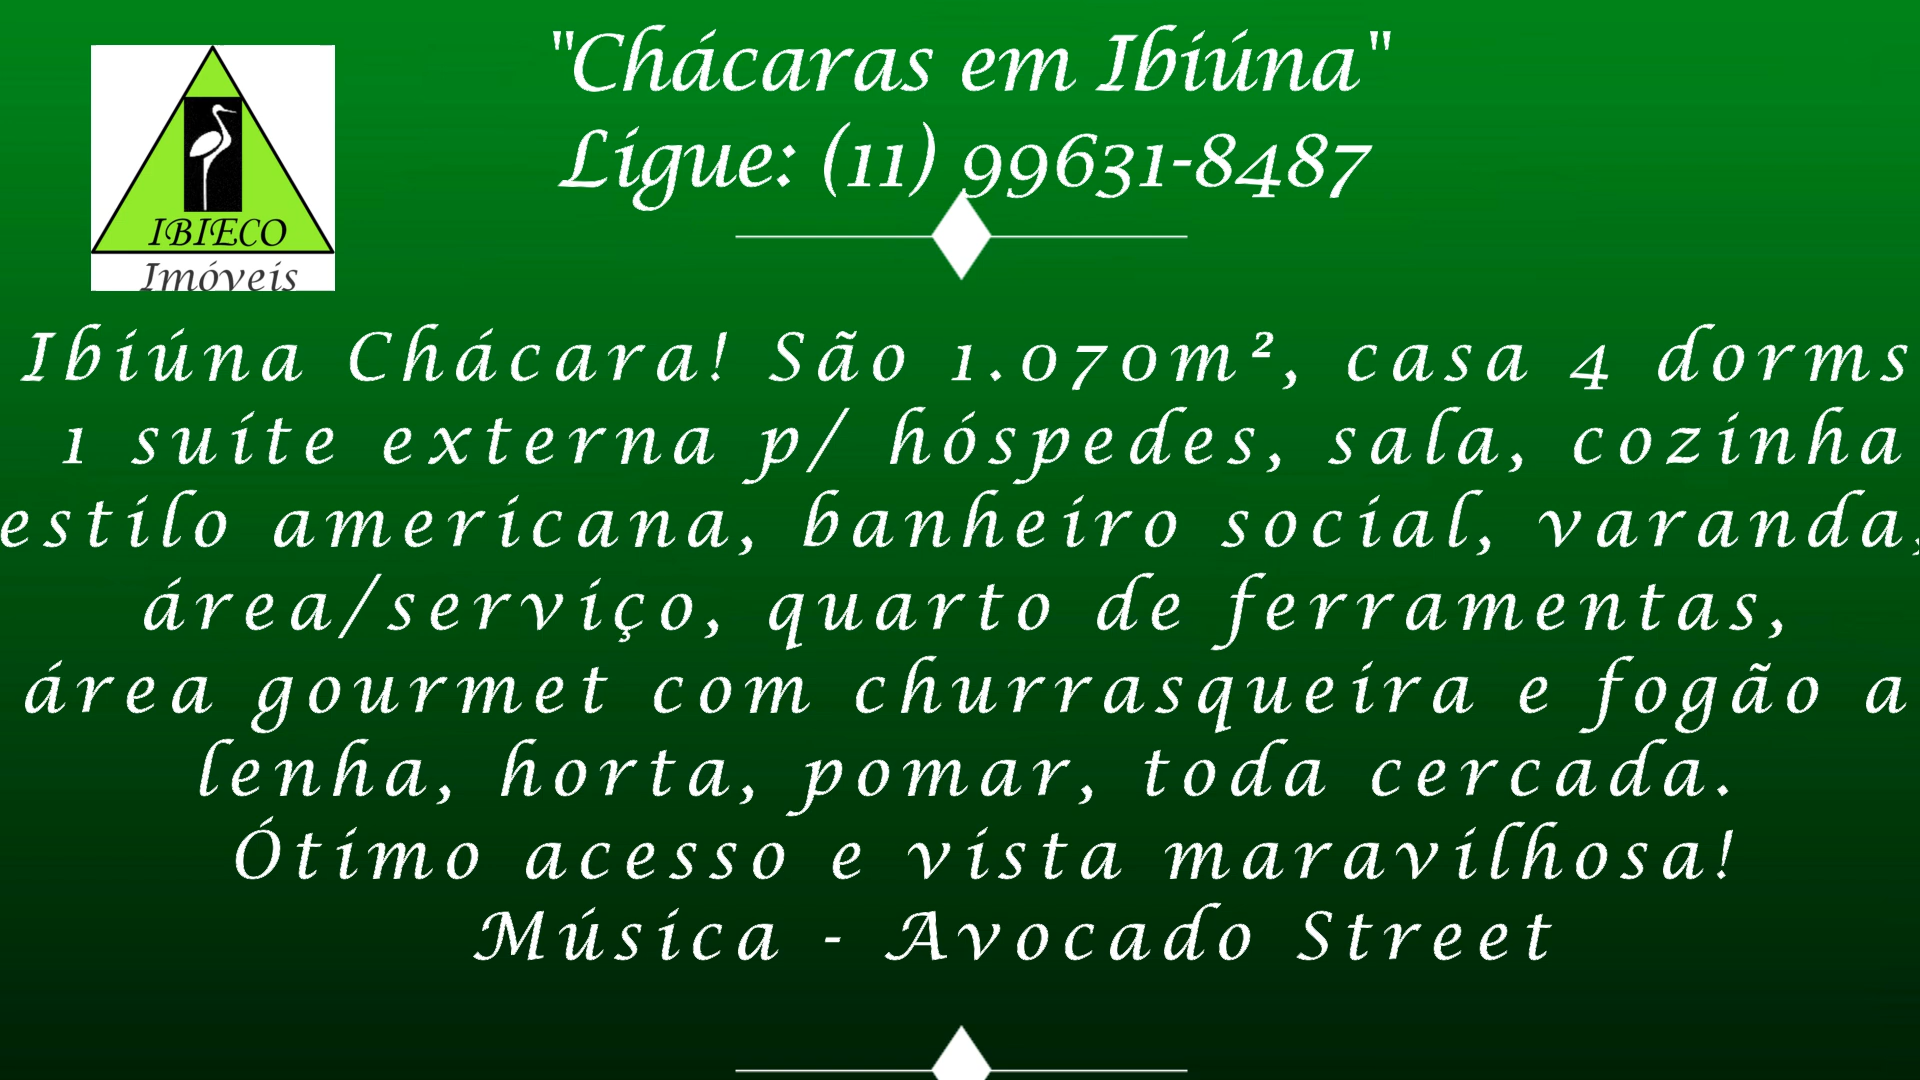 IBIECO
Imóveis
"Chácaras em Ibiúna"
Ligue: (11) 99631-8487
Ibiúna Chácara! São 1.070m², casa 4 dorms
1 suíte externa p/ hóspedes, sala, cozinha
estilo americana, banheiro social, varanda,
área/serviço, quarto de ferramentas,
área gourmet com churrasqueira e fogão a
lenha, horta, pomar, toda cercada.
Ótimo acesso e vista maravilhosa!
Música - Avocado Street